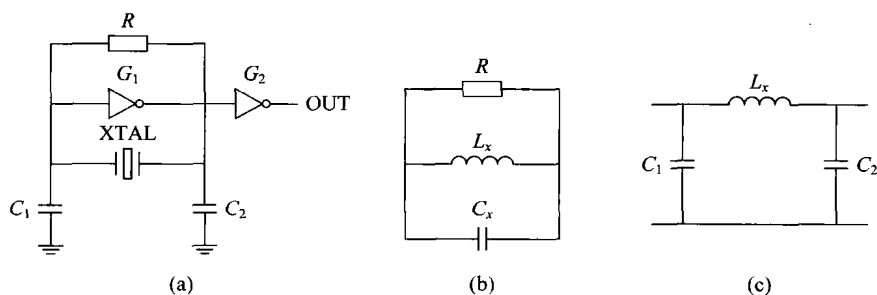 R
G₁
G₂
OUT
XTAL
C₁
C₂
(a)
R
Lₓ
Cₓ
(b)
Lₓ
C₁
C₂
(c)